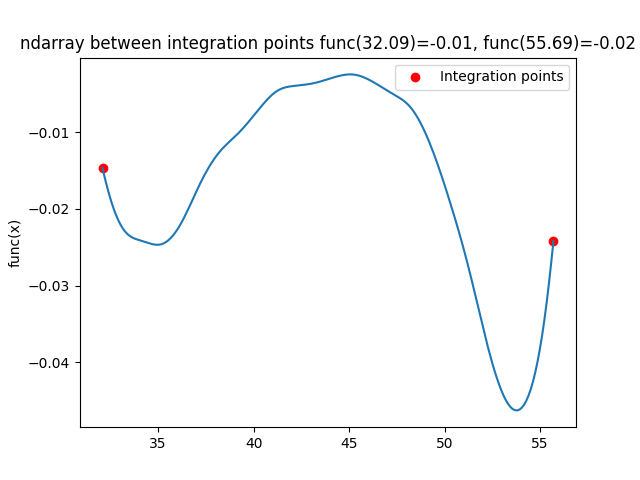 ndarray between integration points func(32.09)=-0.01, func(55.69)=-0.02
Integration points
func(x)
−0.01
−0.02
−0.03
−0.04
35 40 45 50 55